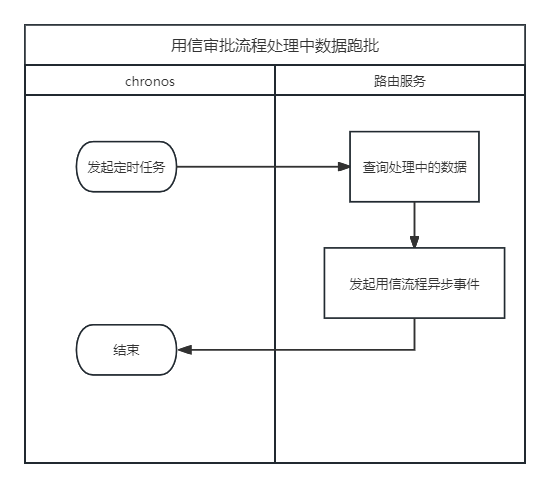 用信审批流程处理中数据跑批
chronos
路由服务
发起定时任务
查询处理中的数据
发起用信流程异步事件
结束